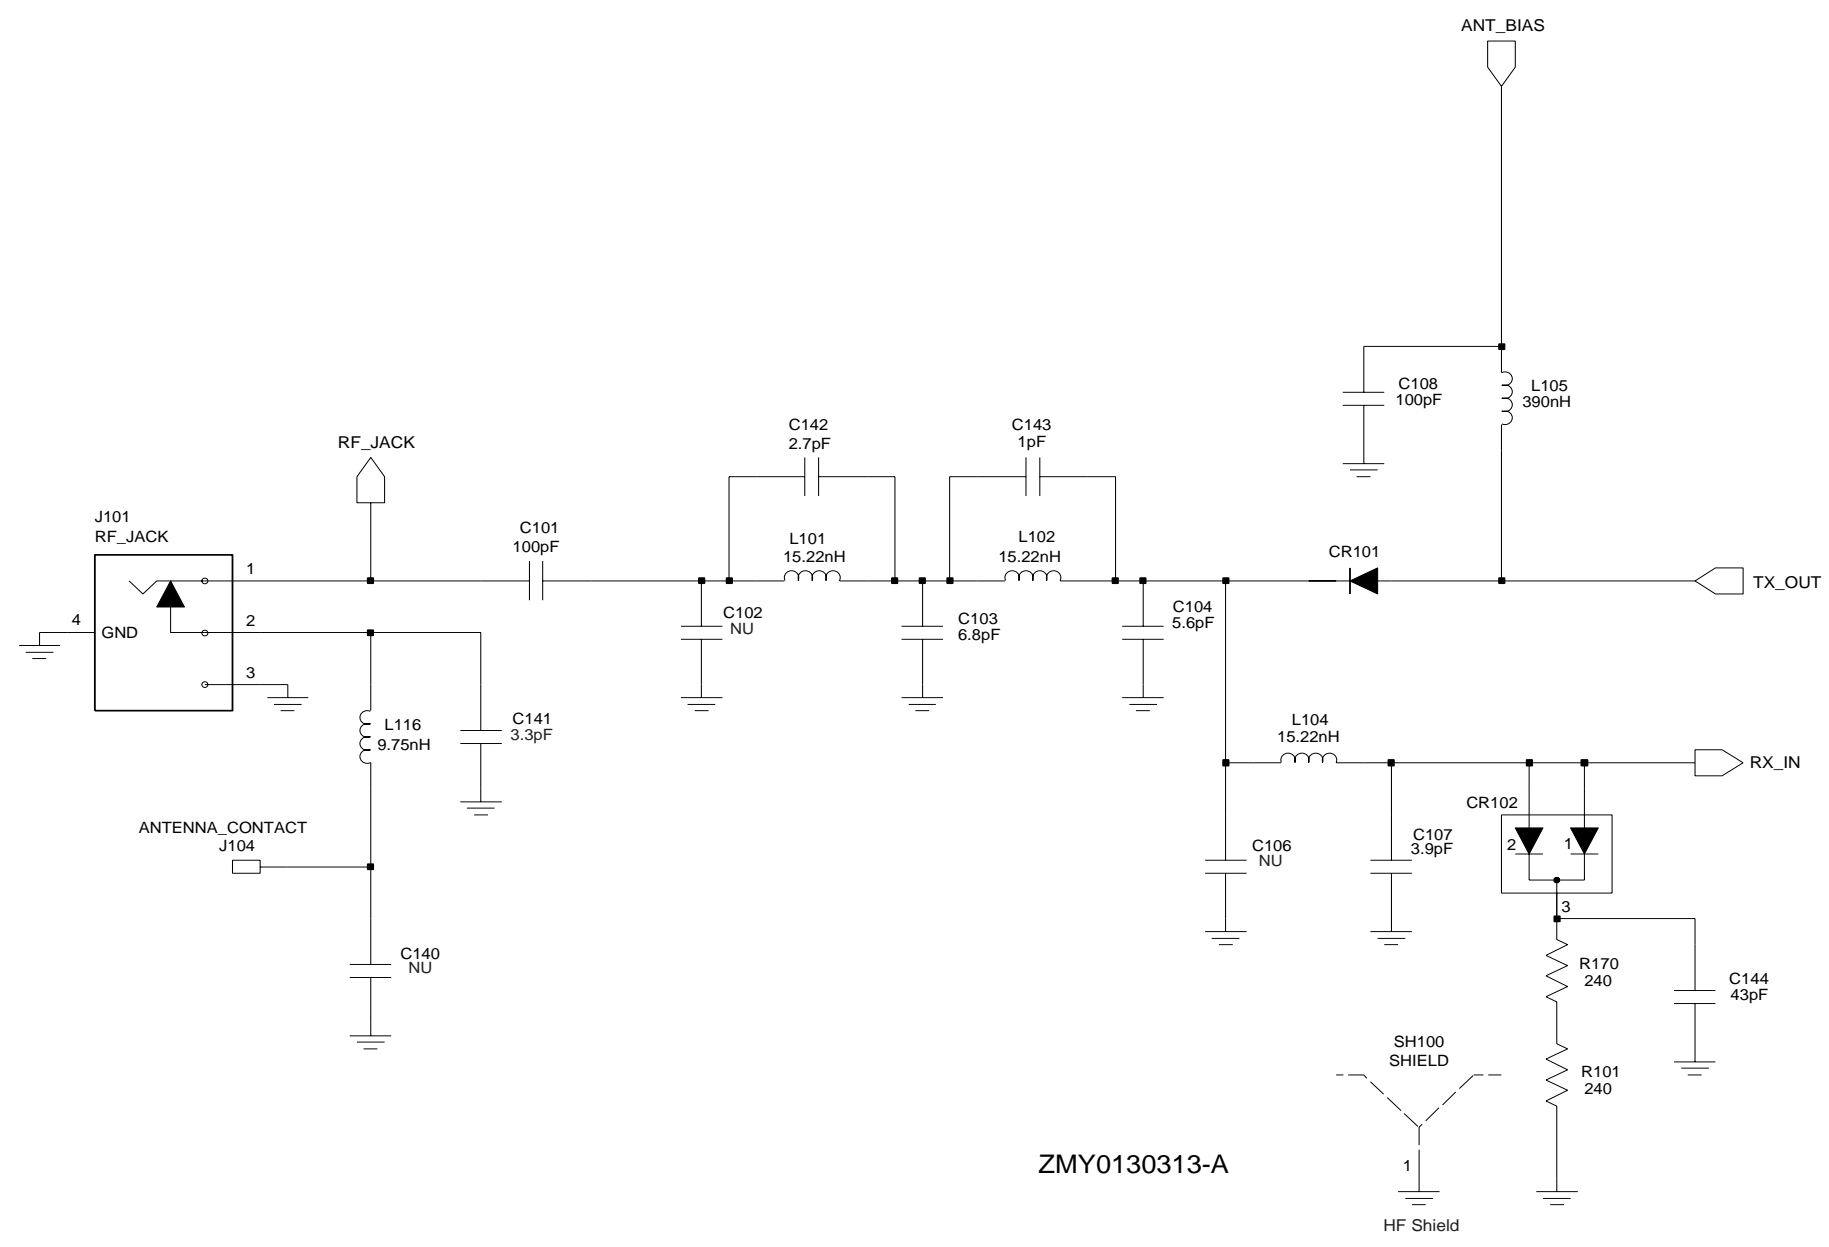 ANT_BIAS
C108
100pF
L105
390nH
C142
2.7pF
C143
1pF
RF_JACK
J101
RF_JACK
C101
100pF
L101
15.22nH
L102
15.22nH
CR101
1
TX_OUT
4
GND
2
C102
NU
C103
6.8pF
C104
5.6pF
3
L116
9.75nH
C141
3.3pF
L104
15.22nH
RX_IN
CR102
ANTENNA_CONTACT
J104
C106
NU
C107
3.9pF
2
1
3
C140
NU
R170
240
C144
43pF
SH100
SHIELD
R101
240
ZMY0130313-A
1
HF Shield